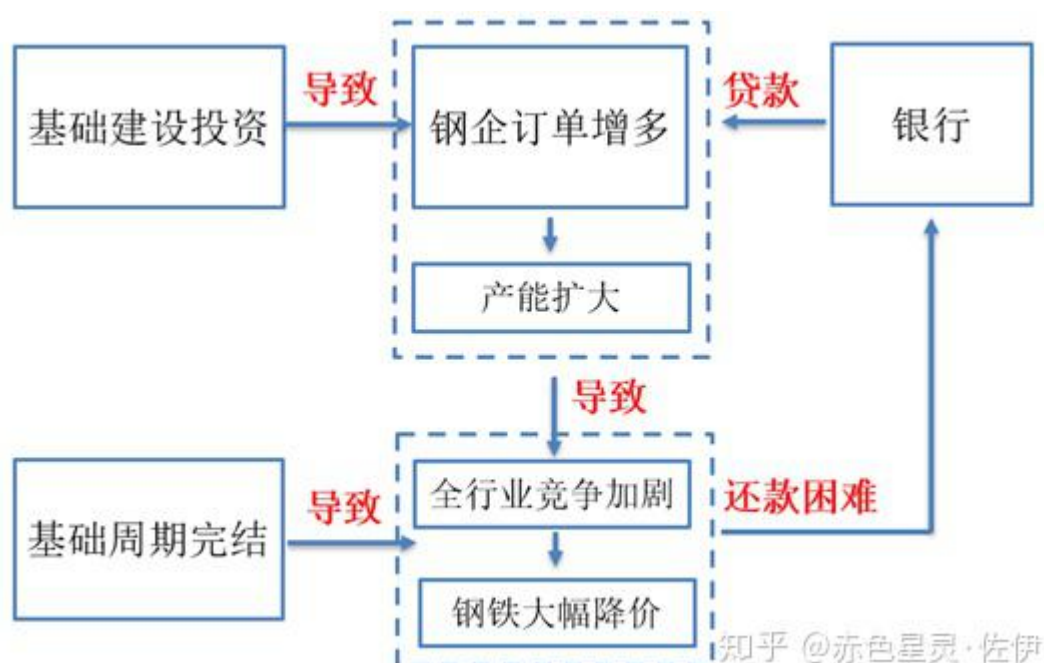 基础建设投资
导致
钢企订单增多
贷款
银行
产能扩大
导致
基础周期完结
导致
全行业竞争加剧
还款困难
钢铁大幅降价
知乎 @赤色星灵·佐伊